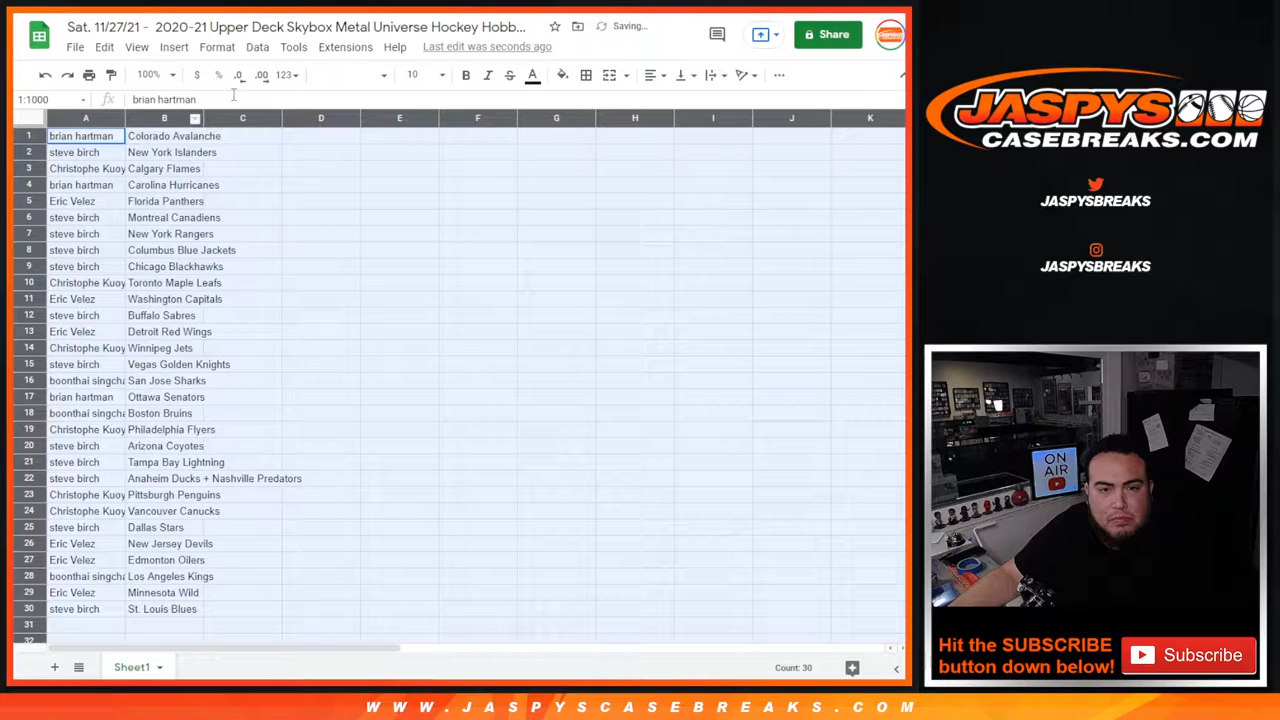 Sat. 11/27/21 - 2020-21 Upper Deck Skybox Metal Universe Hockey Hobb...
Saving...
Share
File Edit View Insert Format Data Tools Extensions Help Last edit was seconds ago
100% $ % .0 .00 123 10 B I S A
1:1000 fx brian hartman
A B C D E F G H I J K
1 brian hartman Colorado Avalanche
2 steve birch New York Islanders
3 Christophe Kuoy Calgary Flames
4 brian hartman Carolina Hurricanes
5 Eric Velez Florida Panthers
6 steve birch Montreal Canadiens
7 steve birch New York Rangers
8 steve birch Columbus Blue Jackets
9 steve birch Chicago Blackhawks
10 Christophe Kuoy Toronto Maple Leafs
11 Eric Velez Washington Capitals
12 steve birch Buffalo Sabres
13 Eric Velez Detroit Red Wings
14 Christophe Kuoy Winnipeg Jets
15 steve birch Vegas Golden Knights
16 boonthai singcha San Jose Sharks
17 brian hartman Ottawa Senators
18 boonthai singcha Boston Bruins
19 Christophe Kuoy Philadelphia Flyers
20 steve birch Arizona Coyotes
21 steve birch Tampa Bay Lightning
22 steve birch Anaheim Ducks + Nashville Predators
23 Christophe Kuoy Pittsburgh Penguins
24 Christophe Kuoy Vancouver Canucks
25 steve birch Dallas Stars
26 Eric Velez New Jersey Devils
27 Eric Velez Edmonton Oilers
28 boonthai singcha Los Angeles Kings
29 Eric Velez Minnesota Wild
30 steve birch St. Louis Blues
31
32
Sheet1
Count: 30
JASPYS
CASEBREAKS.COM
JASPYSBREAKS
JASPYSBREAKS
ON
AIR
Hit the SUBSCRIBE
button down below!
Subscribe
WWW.JASPYSCASEBREAKS.COM